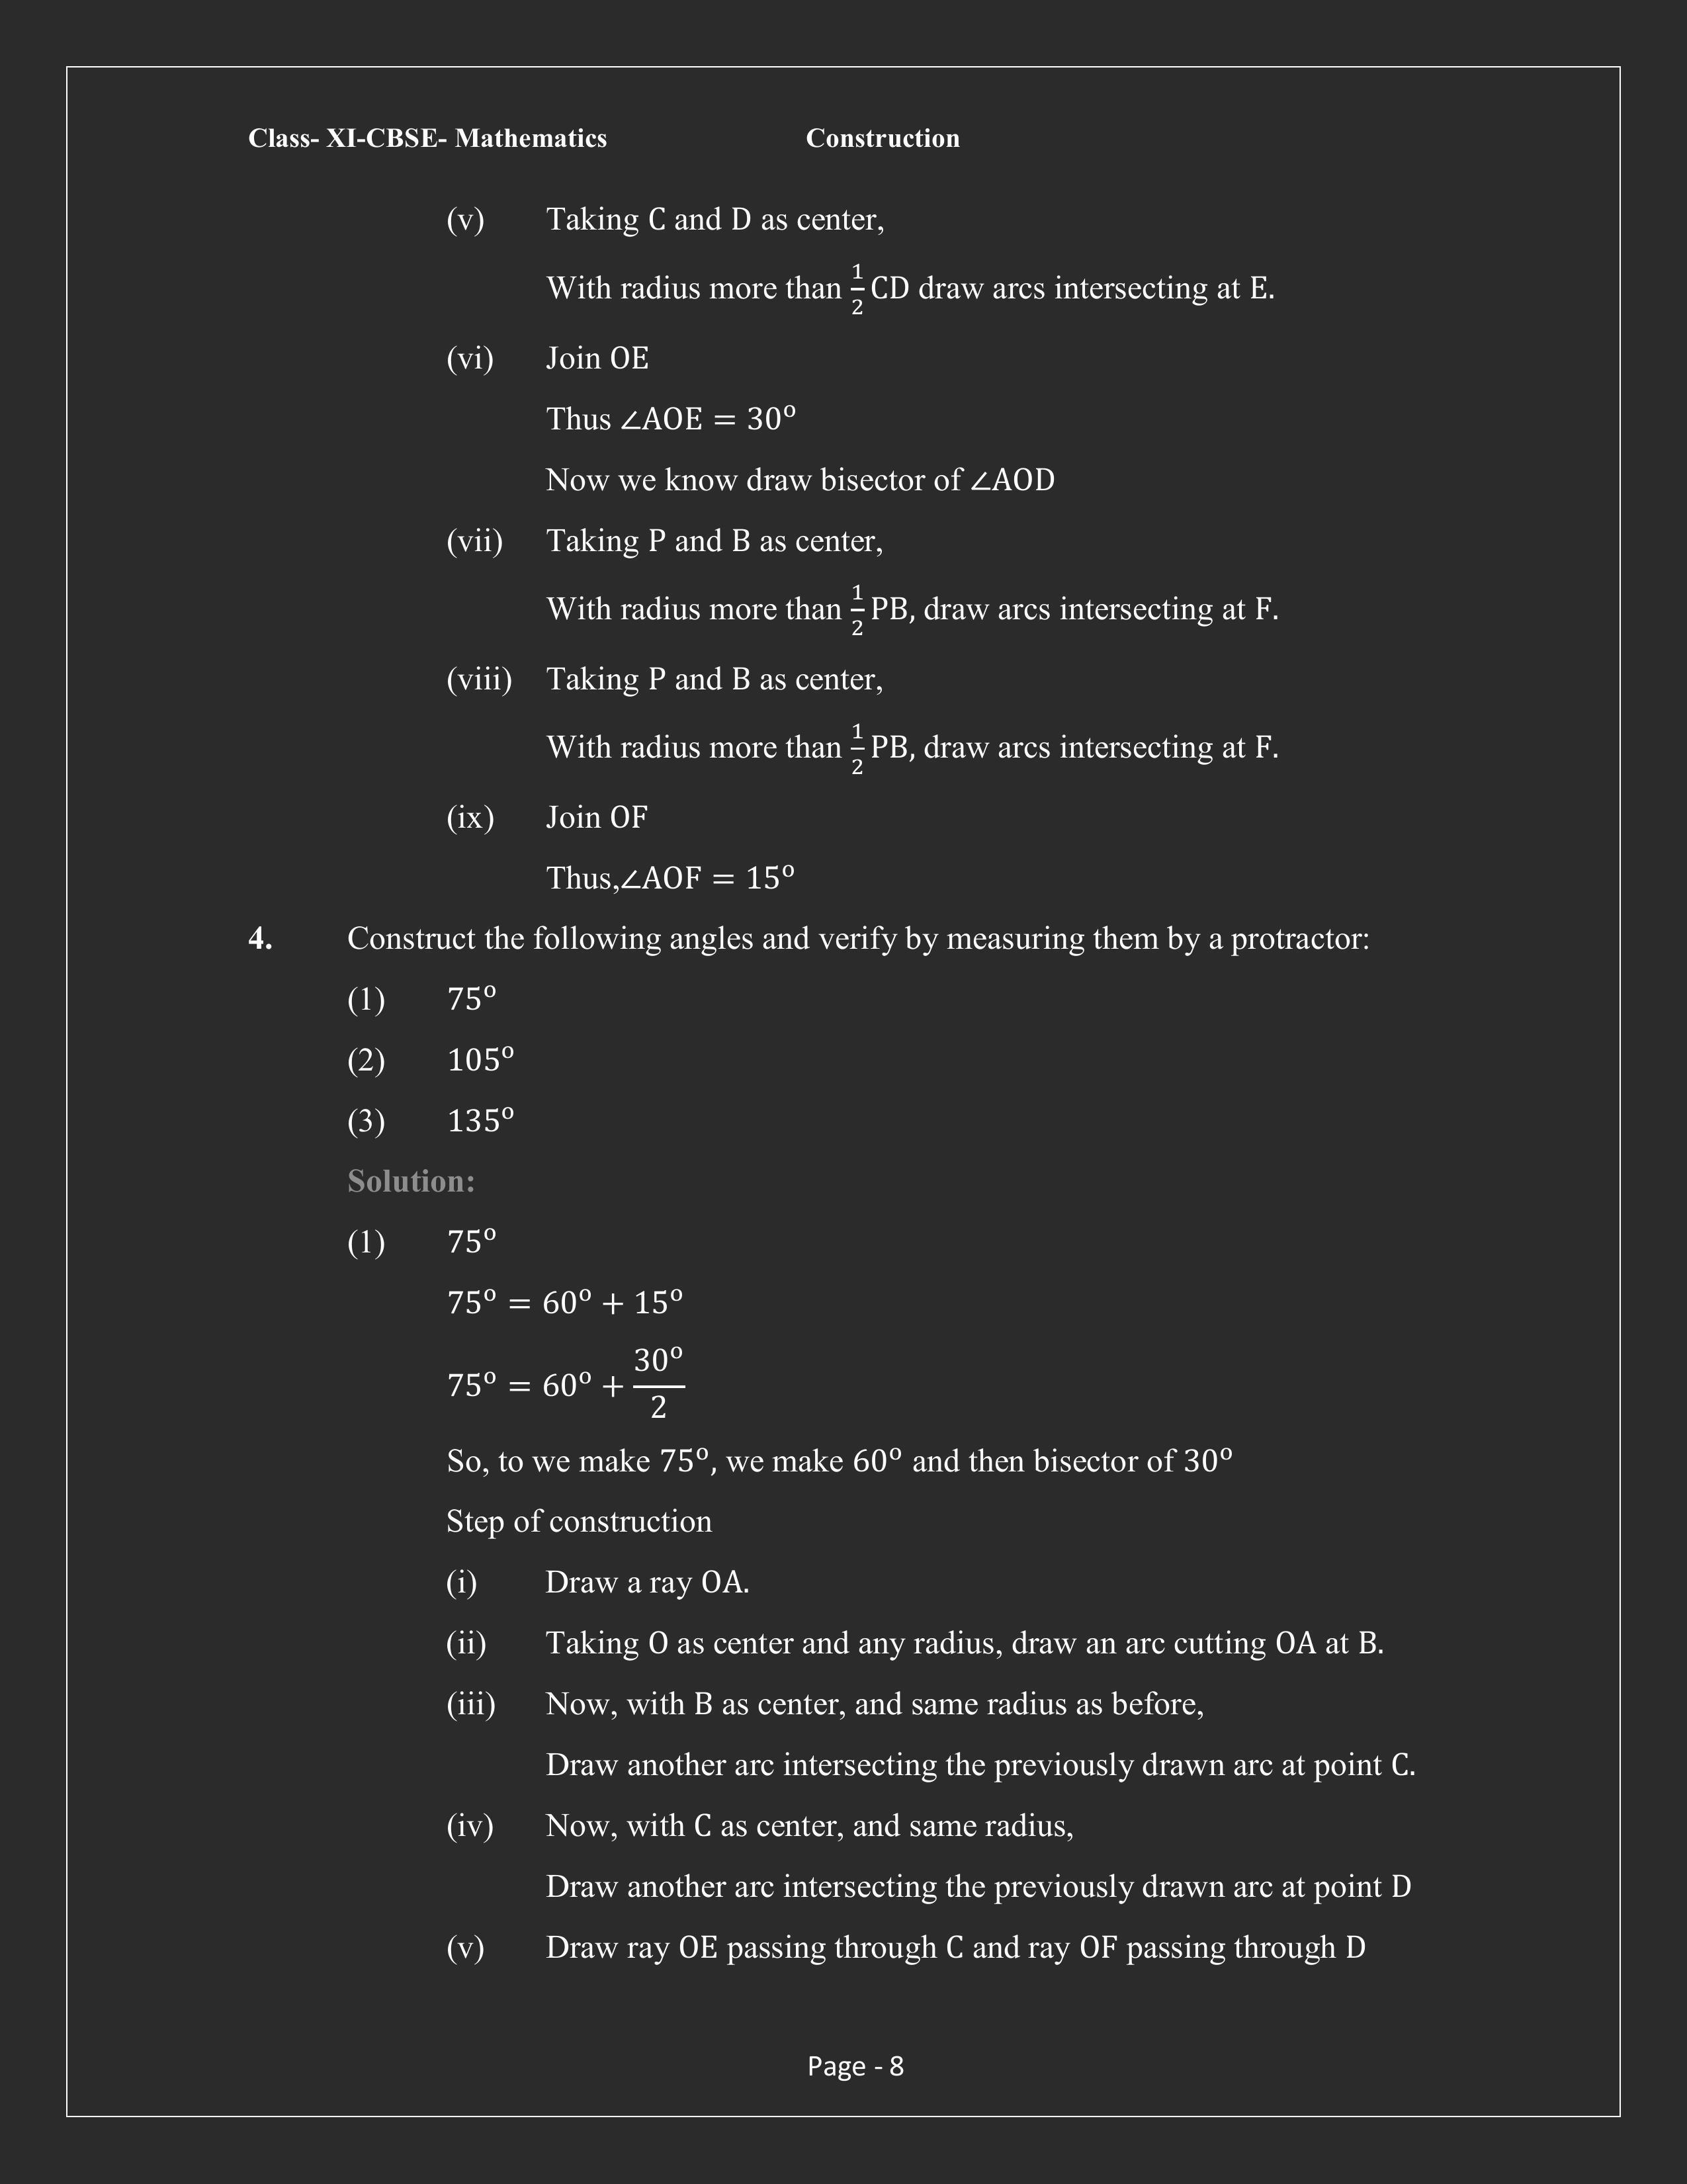 Class- XI-CBSE- Mathematics Construction
(v) Taking C and D as center,
With radius more than 1/2 CD draw arcs intersecting at E.
(vi) Join OE
Thus ∠AOE = 30°
Now we know draw bisector of ∠AOD
(vii) Taking P and B as center,
With radius more than 1/2 PB, draw arcs intersecting at F.
(viii) Taking P and B as center,
With radius more than 1/2 PB, draw arcs intersecting at F.
(ix) Join OF
Thus,∠AOF = 15°
4. Construct the following angles and verify by measuring them by a protractor:
(1) 75°
(2) 105°
(3) 135°
Solution:
(1) 75°
75° = 60° + 15°
75° = 60° + 30°/2
So, to we make 75°, we make 60° and then bisector of 30°
Step of construction
(i) Draw a ray OA.
(ii) Taking O as center and any radius, draw an arc cutting OA at B.
(iii) Now, with B as center, and same radius as before,
Draw another arc intersecting the previously drawn arc at point C.
(iv) Now, with C as center, and same radius,
Draw another arc intersecting the previously drawn arc at point D
(v) Draw ray OE passing through C and ray OF passing through D
Page - 8